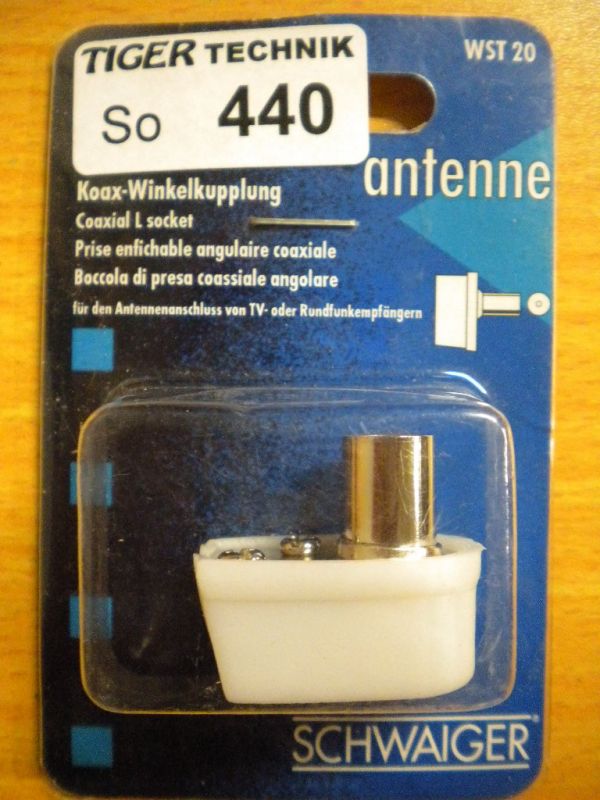 TIGER TECHNIK
So 440
WST 20
antenne
Koax-Winkelkupplung
Coaxial L socket
Prise enfichable angulaire coaxiale
Boccola di presa coassiale angolare
für den Antennenanschluss von TV- oder Rundfunkempfängern
SCHWAIGER®